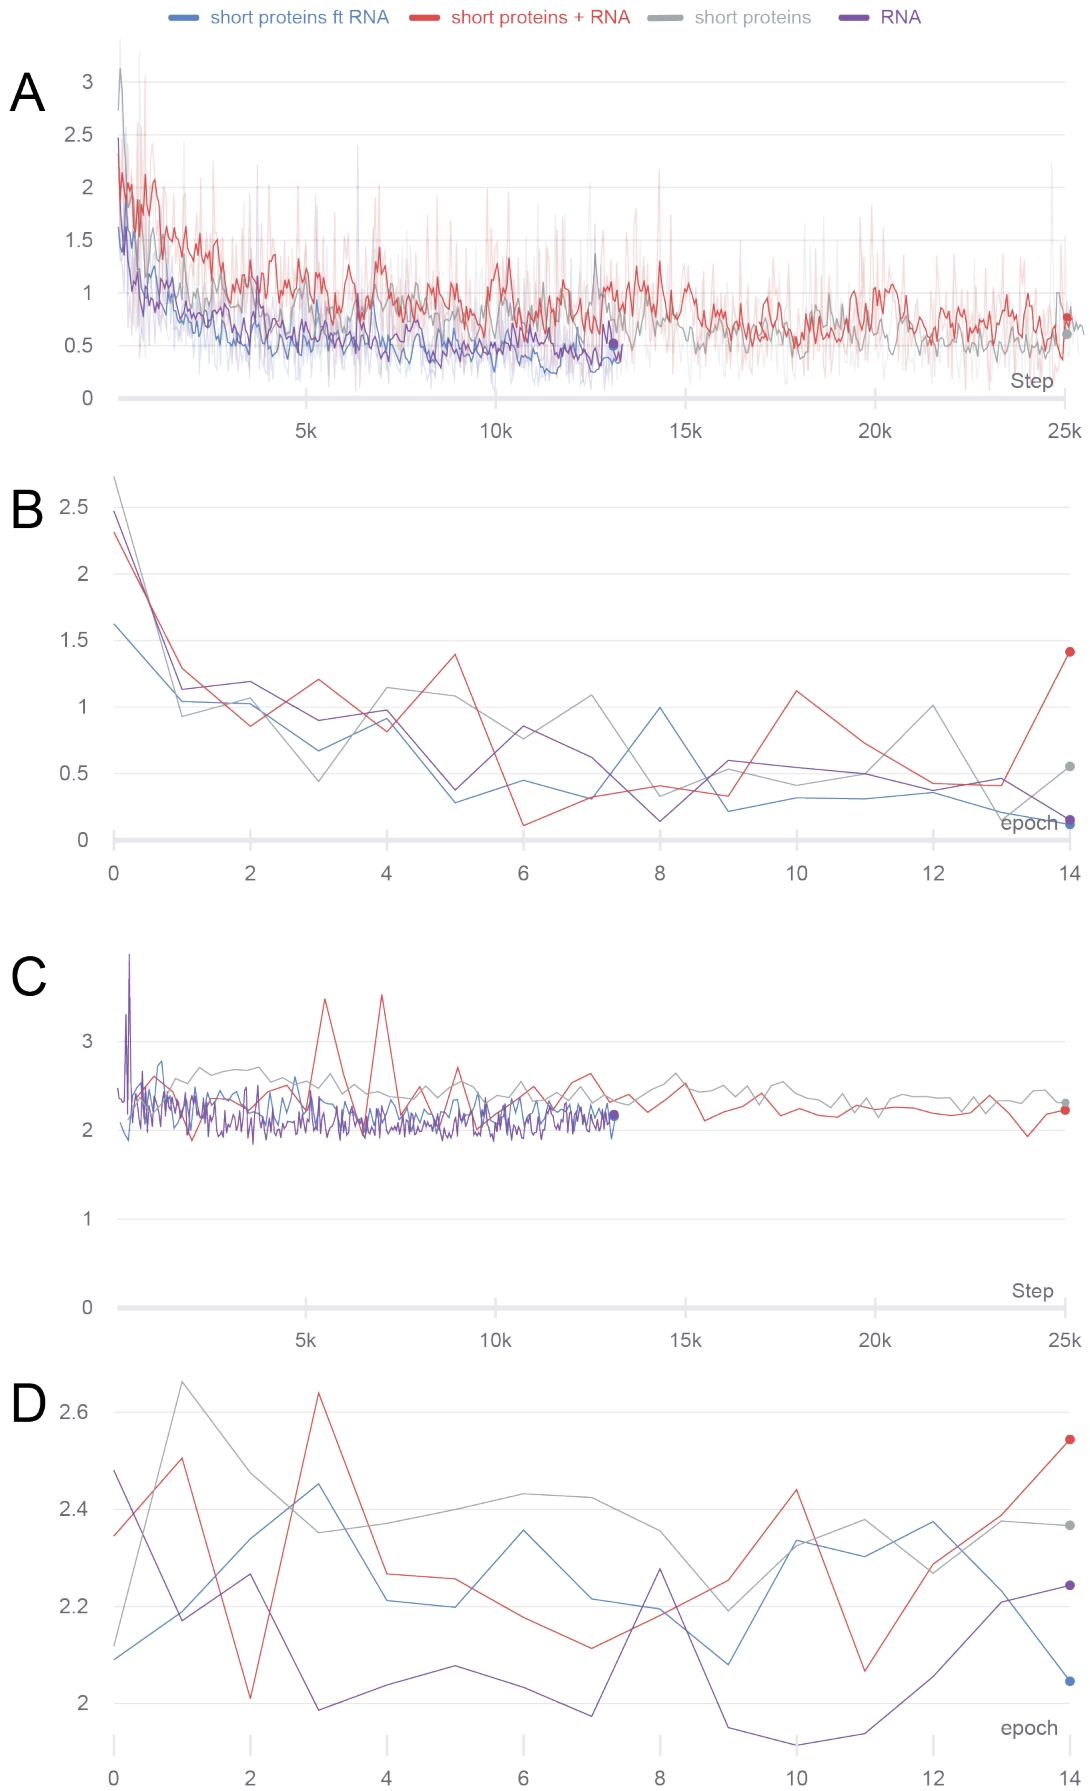 short proteins ft RNA short proteins + RNA short proteins RNA
A
3
2.5
2
1.5
1
0.5
0
Step
5k 10k 15k 20k 25k
B
2.5
2
1.5
1
0.5
0
epoch
0 2 4 6 8 10 12 14
C
3
2
1
0
Step
5k 10k 15k 20k 25k
D
2.6
2.4
2.2
2
epoch
0 2 4 6 8 10 12 14